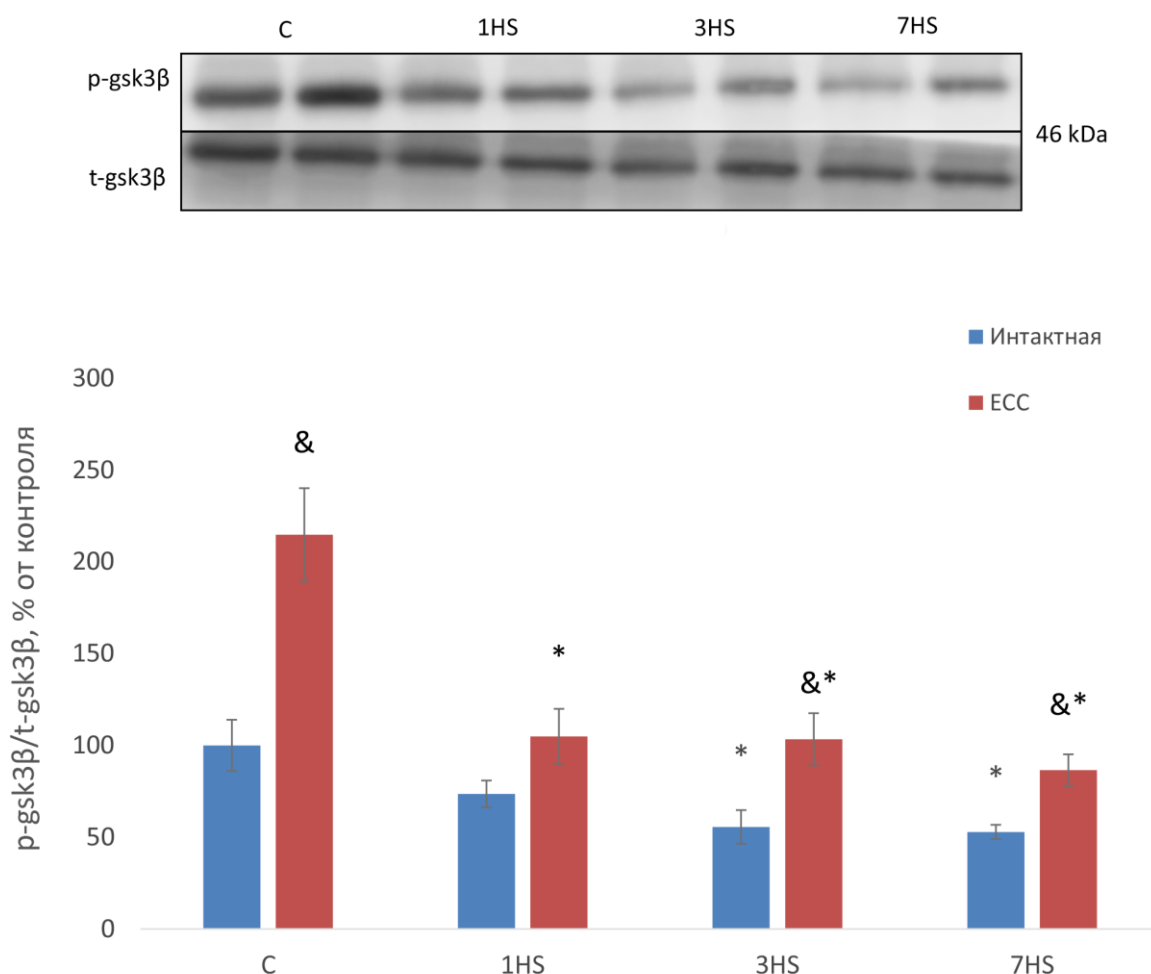 C 1HS 3HS 7HS
p-gsk3β
46 kDa
t-gsk3β
Интактная
ECC
p-gsk3β/t-gsk3β, % от контроля
300
250
200
150
100
50
0
&
*
*
&*
*
&*
C 1HS 3HS 7HS